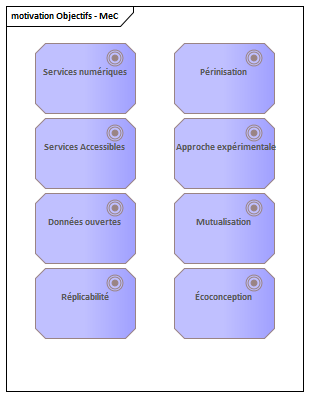 motivation Objectifs - MeC
Services numériques
Périnisation
Services Accessibles
Approche expérimentale
Données ouvertes
Mutualisation
Réplicabilité
Écoconception